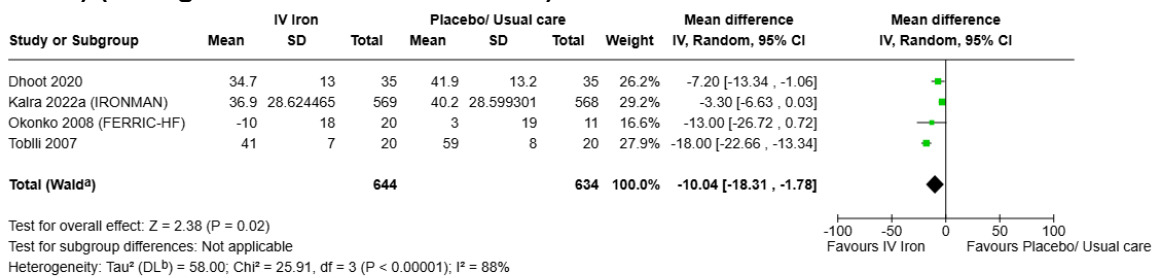 IV Iron Placebo/ Usual care Mean difference Mean difference
Study or Subgroup Mean SD Total Mean SD Total Weight IV, Random, 95% CI IV, Random, 95% CI
Dhoot 2020 34.7 13 35 41.9 13.2 35 26.2% -7.20 [-13.34 , -1.06]
Kalra 2022a (IRONMAN) 36.9 28.624465 569 40.2 28.599301 568 29.2% -3.30 [-6.63 , 0.03]
Okonko 2008 (FERRIC-HF) -10 18 20 3 19 11 16.6% -13.00 [-26.72 , 0.72]
Toblli 2007 41 7 20 59 8 20 27.9% -18.00 [-22.66 , -13.34]
Total (Waldᵃ) 644 634 100.0% -10.04 [-18.31 , -1.78]
Test for overall effect: Z = 2.38 (P = 0.02)
Test for subgroup differences: Not applicable
Heterogeneity: Tau² (DLᵇ) = 58.00; Chi² = 25.91, df = 3 (P < 0.00001); I² = 88%
-100 -50 0 50 100
Favours IV Iron Favours Placebo/ Usual care